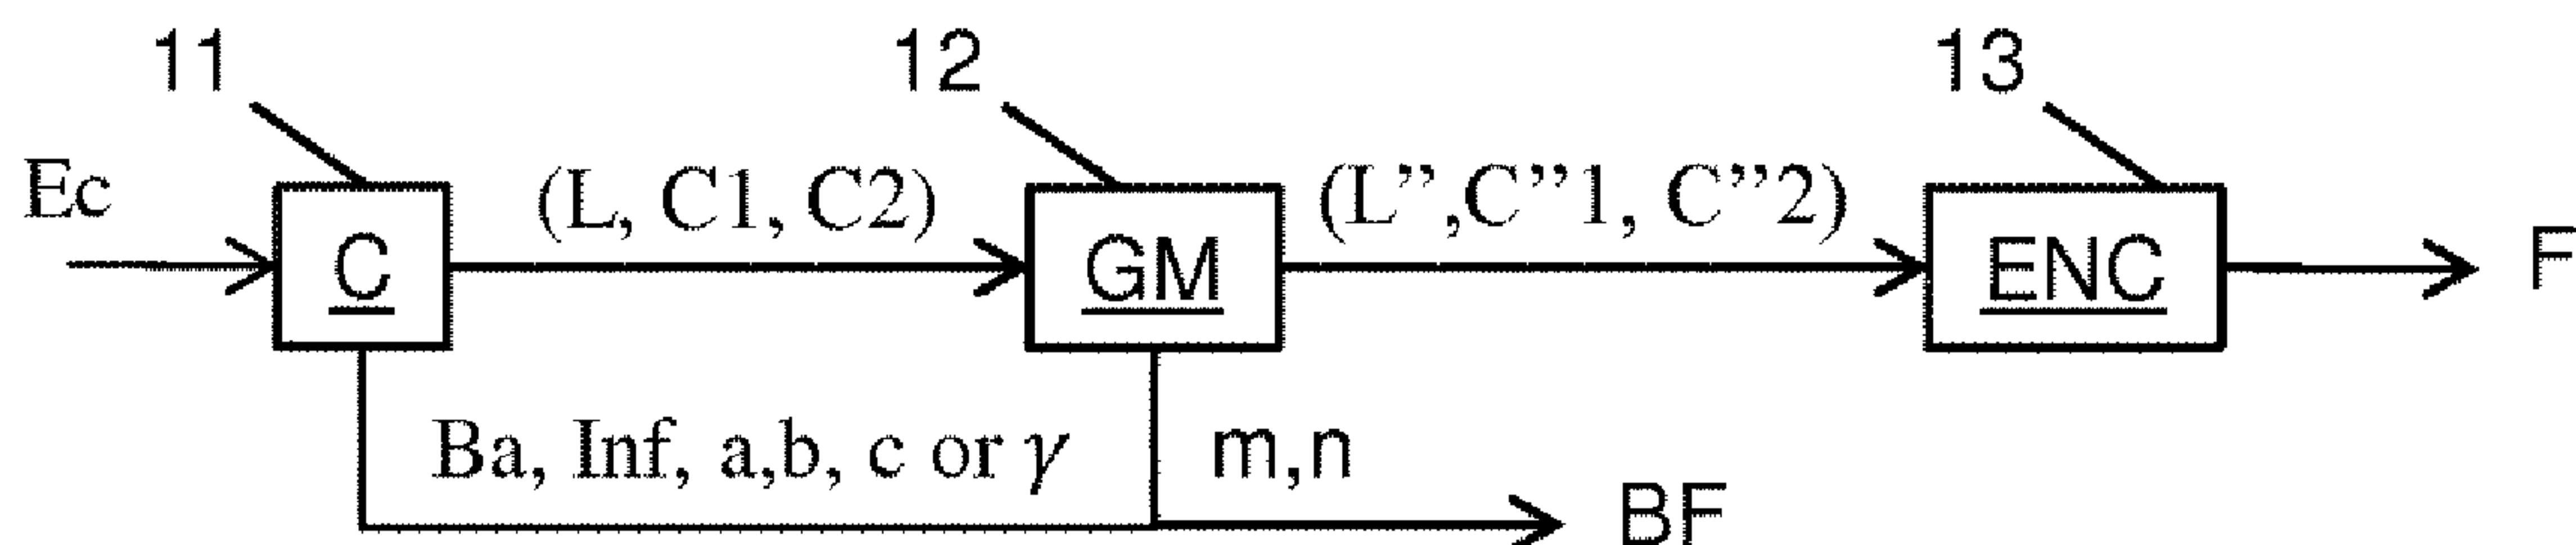 11
12
13
Ec
(L, C1, C2)
(L”,C”1, C”2)
C
GM
ENC
F
Ba, Inf, a,b, c or γ
m,n
BF